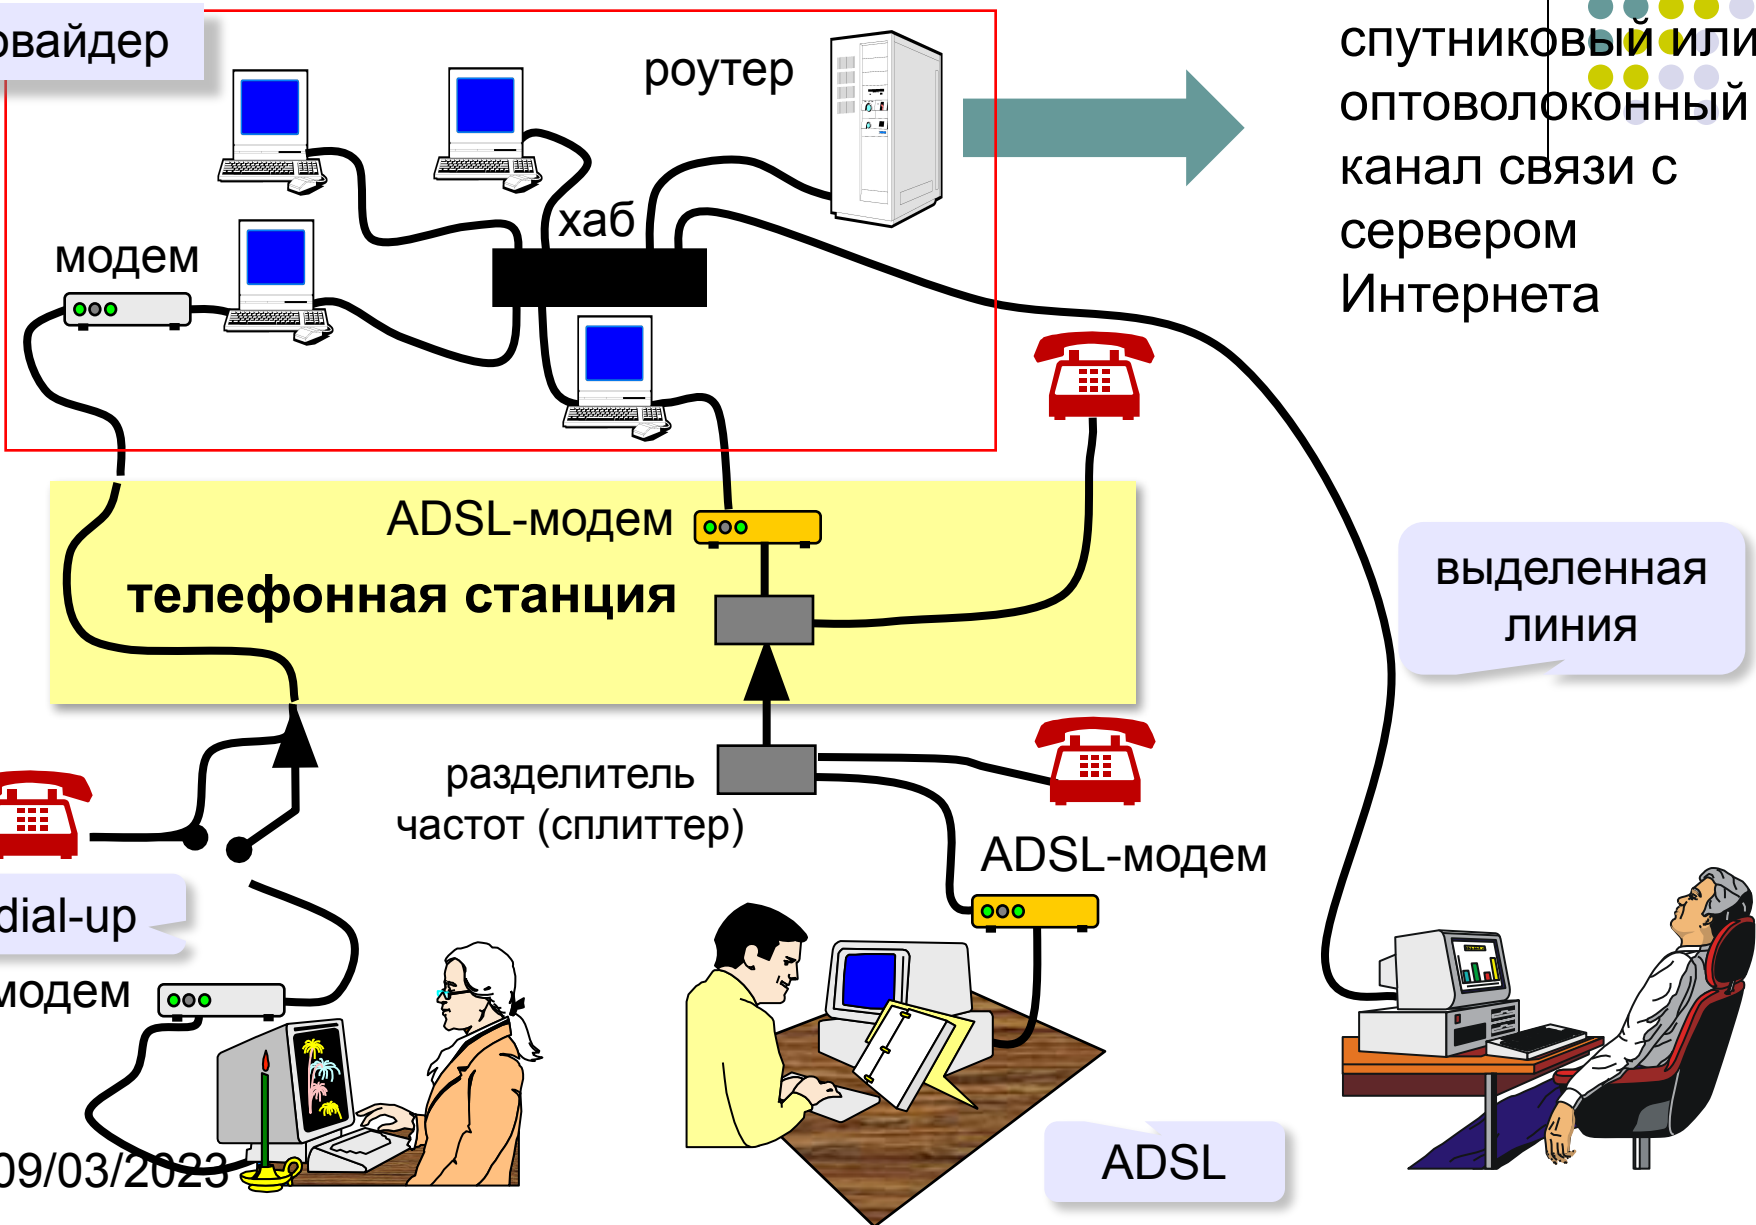 овайдер
роутер
спутниковый или
оптоволоконный
канал связи с
сервером
Интернета
хаб
модем
ADSL-модем
телефонная станция
выделенная
линия
разделитель
частот (сплиттер)
ADSL-модем
dial-up
модем
ADSL
09/03/2023